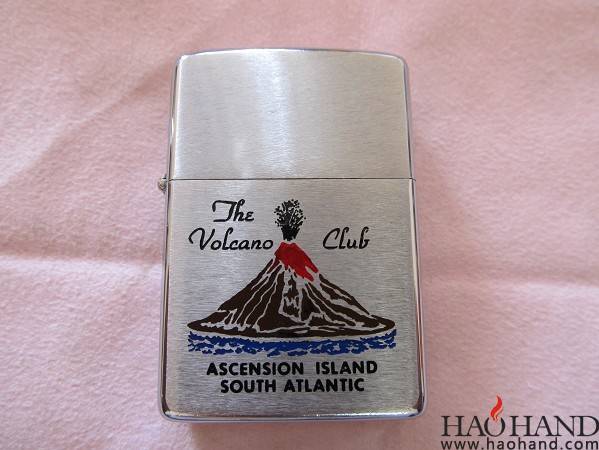 The
Volcano Club
ASCENSION ISLAND
SOUTH ATLANTIC
HAOHAND
www.haohand.com